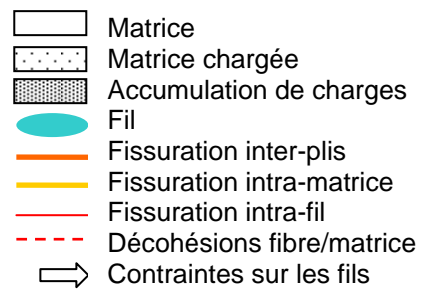 Matrice
Matrice chargée
Accumulation de charges
Fil
Fissuration inter-plis
Fissuration intra-matrice
Fissuration intra-fil
Décohésions fibre/matrice
Contraintes sur les fils